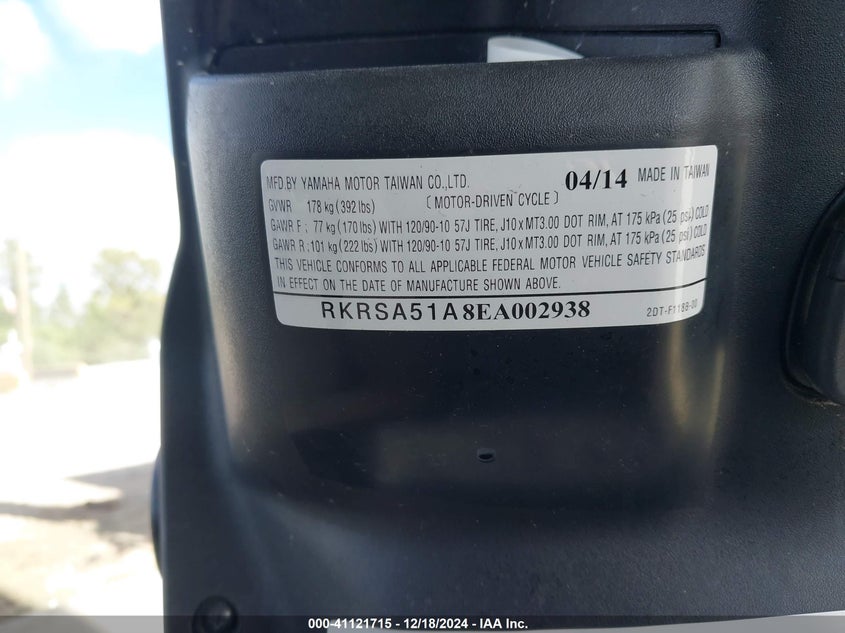 MFD.BY YAMAHA MOTOR TAIWAN CO.,LTD. 04/14 MADE IN TAIWAN
GVWR 178 kg (392 lbs) (MOTOR-DRIVEN CYCLE)
GAWR F ; 77 kg (170 lbs) WITH 120/90-10 57J TIRE, J10 x MT3.00 DOT RIM, AT 175 kPa (25 psi) COLD
GAWR R : 101 kg (222 lbs) WITH 120/90-10 57J TIRE, J10 x MT3.00 DOT RIM, AT 175 kPa (25 psi) COLD
THIS VEHICLE CONFORMS TO ALL APPLICABLE FEDERAL MOTOR VEHICLE SAFETY STANDARDS
IN EFFECT ON THE DATE OF MANUFACTURE SHOWN ABOVE.
RKRSA51A8EA002938 2DT-F118B-00
000-41121715 - 12/18/2024 - IAA Inc.